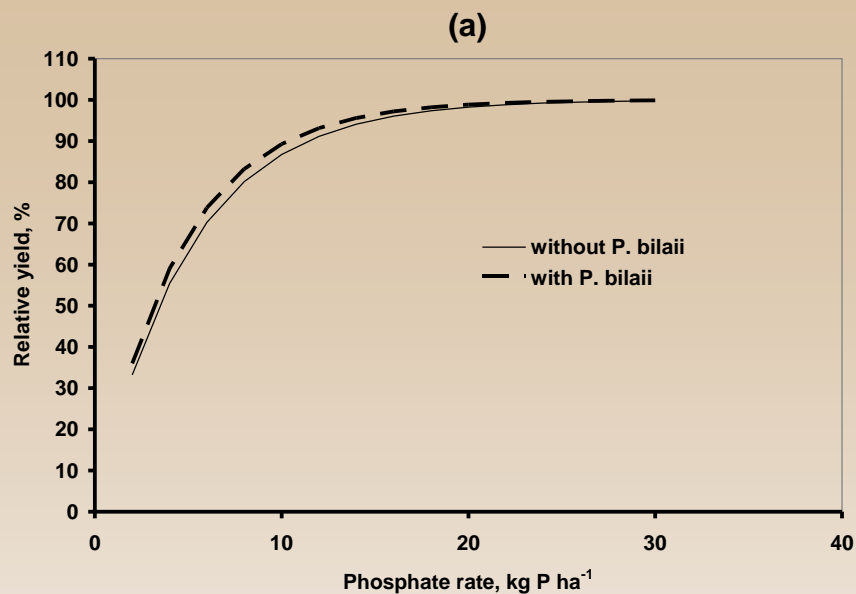 (a)
110
100
90
80
70
60
50
40
30
20
10
0
Relative yield, %
without P. bilaii
with P. bilaii
0 10 20 30 40
Phosphate rate, kg P ha⁻¹